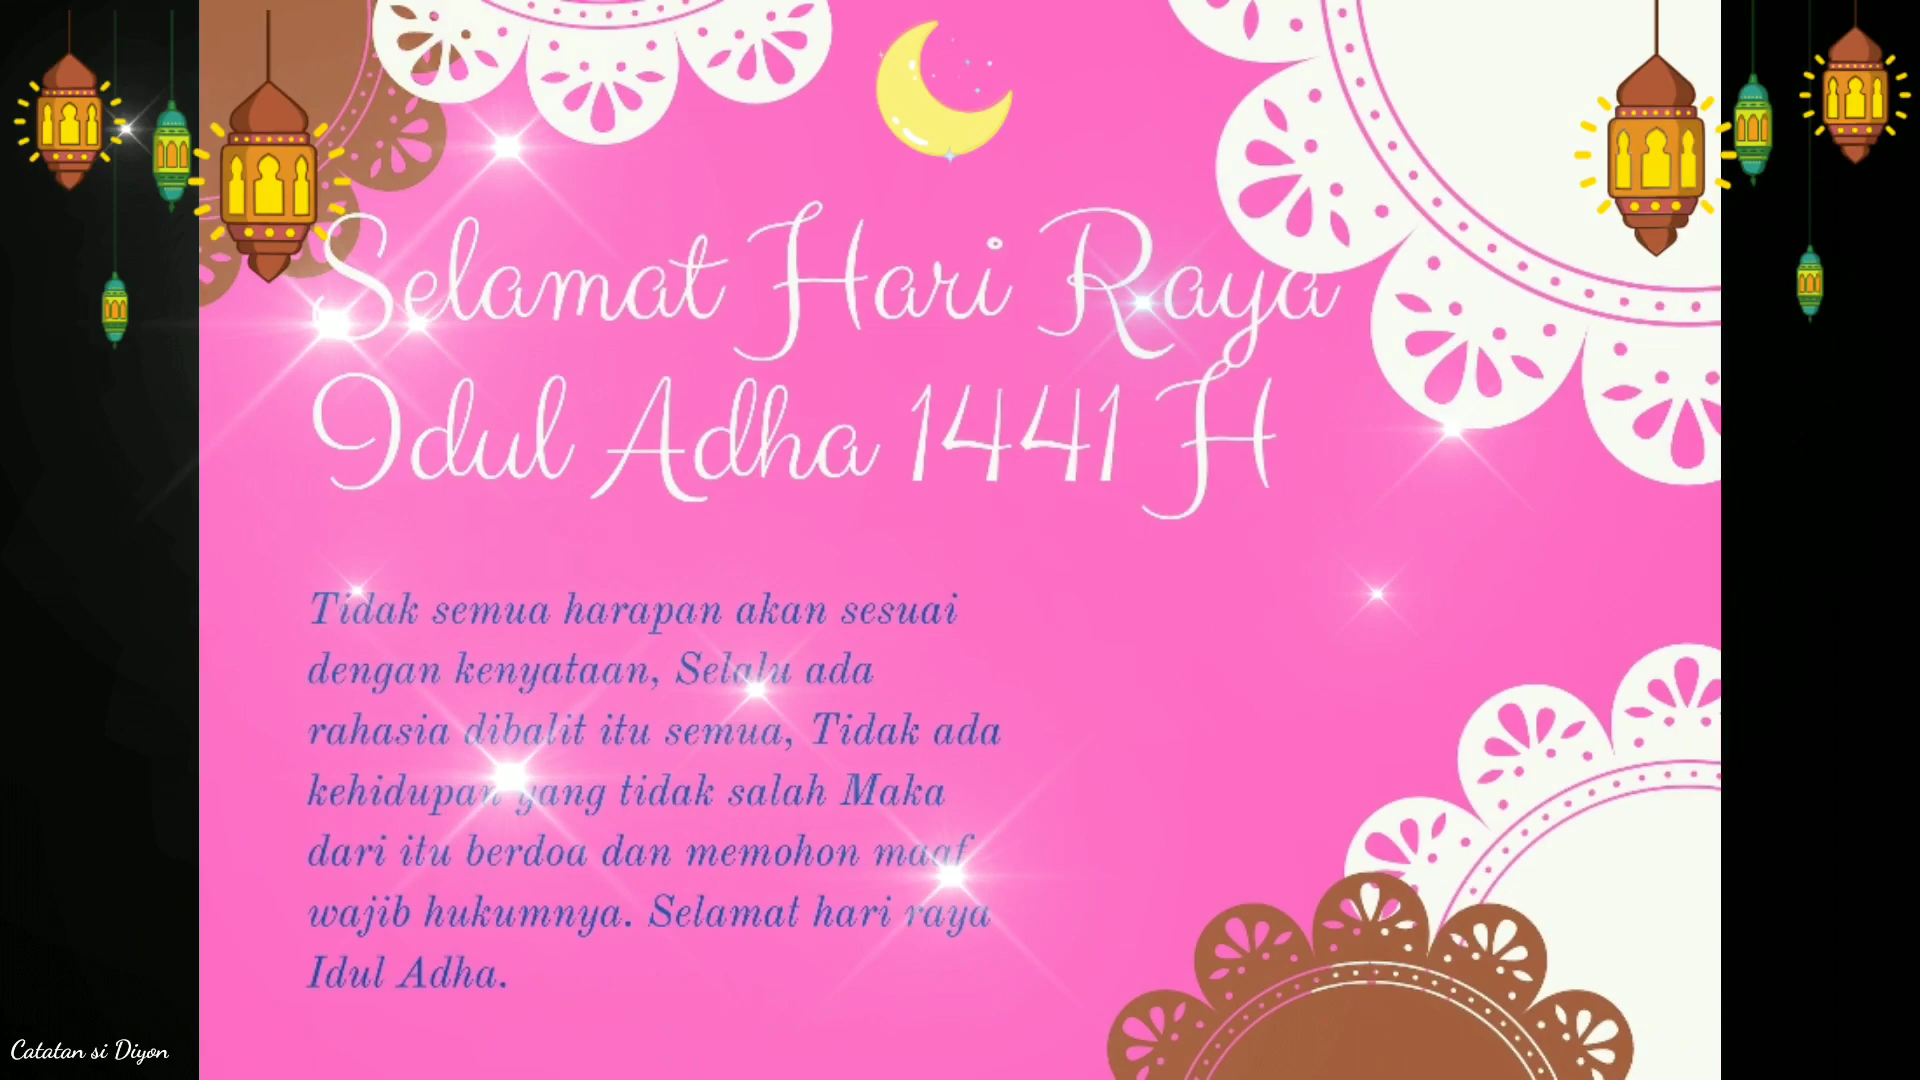 Selamat Hari Raya
Idul Adha 1441 H
Tidak semua harapan akan sesuai
dengan kenyataan, Selalu ada
rahasia dibalit itu semua, Tidak ada
kehidupan yang tidak salah Maka
dari itu berdoa dan memohon maaf
wajib hukumnya. Selamat hari raya
Idul Adha.
Catatan si Diyon